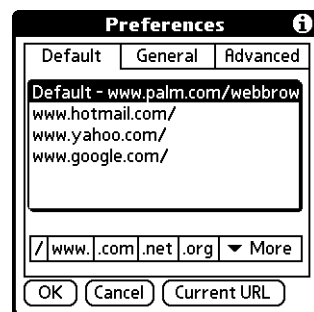 Preferences i
Default General Advanced
Default - www.palm.com/webbrow
www.hotmail.com/
www.yahoo.com/
www.google.com/
/ www. .com .net .org ▼ More
OK Cancel Current URL